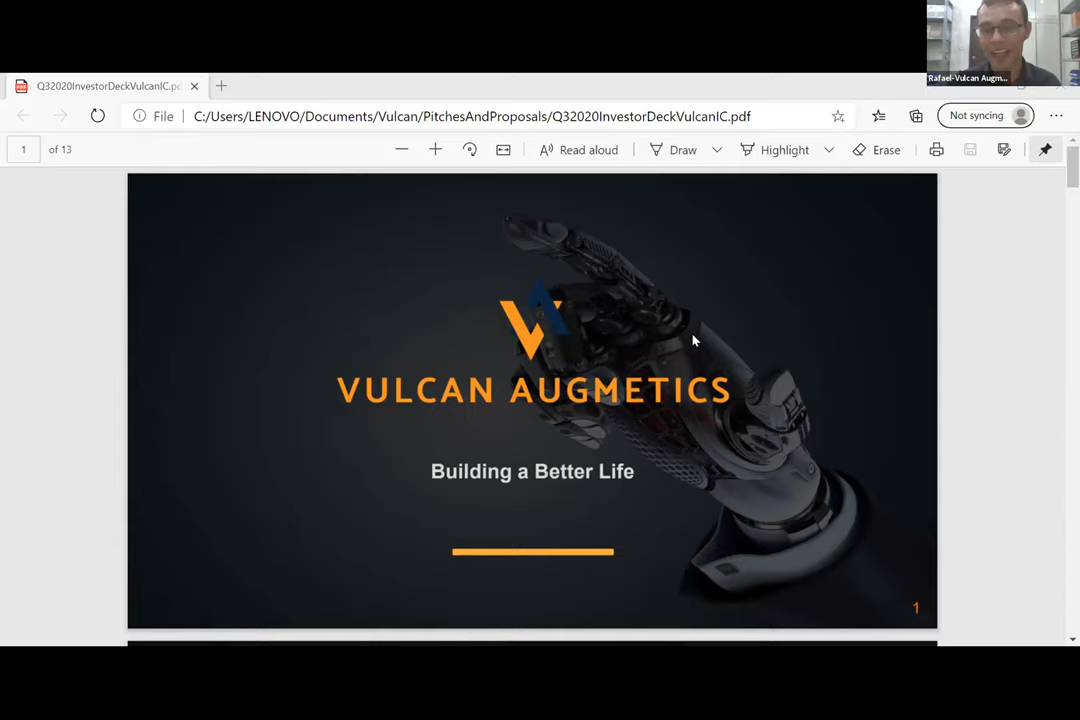 Rafael-Vulcan Augm...
Q32020InvestorDeckVulcanIC.pd
File
C:/Users/LENOVO/Documents/Vulcan/PitchesAndProposals/Q32020InvestorDeckVulcanIC.pdf
Not syncing
1 of 13
Read aloud
Draw
Highlight
Erase
VULCAN AUGMETICS
Building a Better Life
1